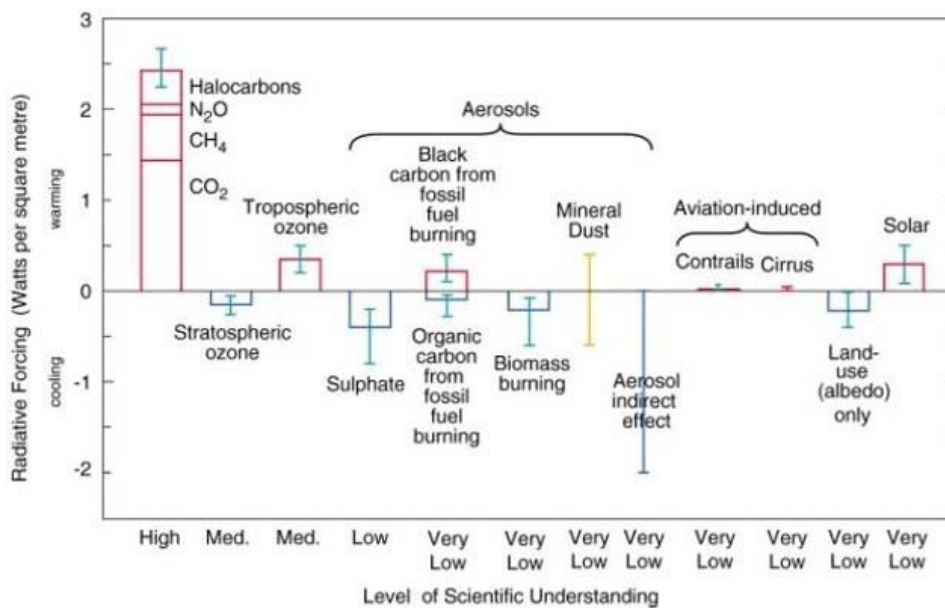 Radiative Forcing (Watts per square metre)
warming
cooling
3
2
1
0
-1
-2
Halocarbons
N₂O
CH₄
CO₂
Stratospheric
ozone
Tropospheric
ozone
Aerosols
Sulphate
Black
carbon from
fossil
fuel
burning
Organic
carbon
from
fossil
fuel
burning
Biomass
burning
Mineral
Dust
Aerosol
indirect
effect
Aviation-induced
Contrails
Cirrus
Land-
use
(albedo)
only
Solar
High
Med.
Med.
Low
Very
Low
Very
Low
Very
Low
Very
Low
Very
Low
Very
Low
Very
Low
Very
Low
Level of Scientific Understanding